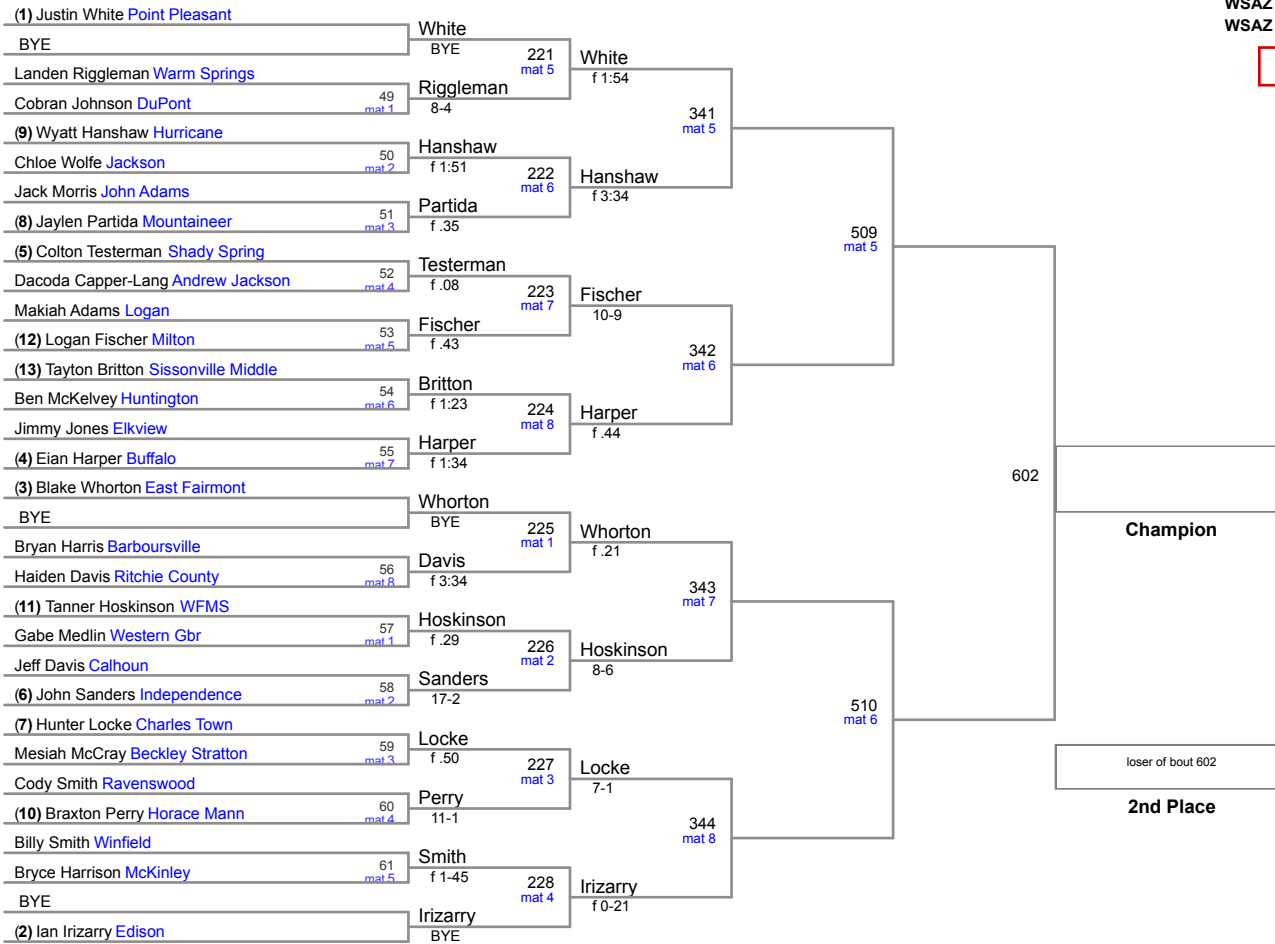 WSAZ
WSAZ
(1) Justin White Point Pleasant
BYE
Landen Riggleman Warm Springs
Cobran Johnson DuPont
49
mat 1
(9) Wyatt Hanshaw Hurricane
Chloe Wolfe Jackson
50
mat 2
Jack Morris John Adams
(8) Jaylen Partida Mountaineer
51
mat 3
(5) Colton Testerman Shady Spring
Dacoda Capper-Lang Andrew Jackson
52
mat 4
Makiah Adams Logan
(12) Logan Fischer Milton
53
mat 5
(13) Tayton Britton Sissonville Middle
Ben McKelvey Huntington
54
mat 6
Jimmy Jones Elkview
(4) Eian Harper Buffalo
55
mat 7
(3) Blake Whorton East Fairmont
BYE
Bryan Harris Barboursville
Haiden Davis Ritchie County
56
mat 8
(11) Tanner Hoskinson WFMS
Gabe Medlin Western Gbr
57
mat 1
Jeff Davis Calhoun
(6) John Sanders Independence
58
mat 2
(7) Hunter Locke Charles Town
Mesiah McCray Beckley Stratton
59
mat 3
Cody Smith Ravenswood
(10) Braxton Perry Horace Mann
60
mat 4
Billy Smith Winfield
Bryce Harrison McKinley
61
mat 5
BYE
(2) Ian Irizarry Edison
White
BYE
221
mat 5
Riggleman
8-4
Hanshaw
f 1:51
222
mat 6
Partida
f .35
Testerman
f .08
223
mat 7
Fischer
f .43
Britton
f 1:23
224
mat 8
Harper
f 1:34
Whorton
BYE
225
mat 1
Davis
f 3:34
Hoskinson
f .29
226
mat 2
Sanders
17-2
Locke
f .50
227
mat 3
Perry
11-1
Smith
f 1-45
228
mat 4
Irizarry
BYE
White
f 1:54
341
mat 5
Hanshaw
f 3:34
Fischer
10-9
342
mat 6
Harper
f .44
Whorton
f .21
343
mat 7
Hoskinson
8-6
Locke
7-1
344
mat 8
Irizarry
f 0-21
509
mat 5
510
mat 6
602
Champion
loser of bout 602
2nd Place